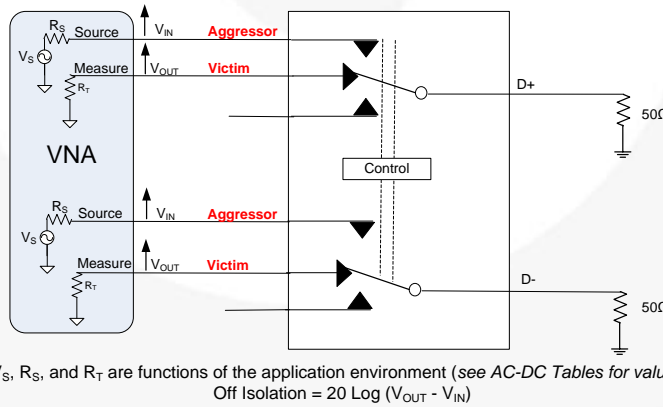 RS Source VIN Aggressor
VS
Measure VOUT Victim
RT
D+
50Ω
VNA
Control
RS Source VIN Aggressor
VS
Measure VOUT Victim
RT
D-
50Ω
VS, RS, and RT are functions of the application environment (see AC-DC Tables for
Off Isolation = 20 Log (VOUT - VIN)